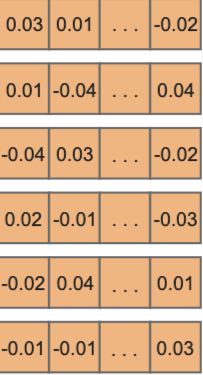 0.03 0.01 . . . -0.02
0.01 -0.04 . . . 0.04
-0.04 0.03 . . . -0.02
0.02 -0.01 . . . -0.03
-0.02 0.04 . . . 0.01
-0.01 -0.01 . . . 0.03